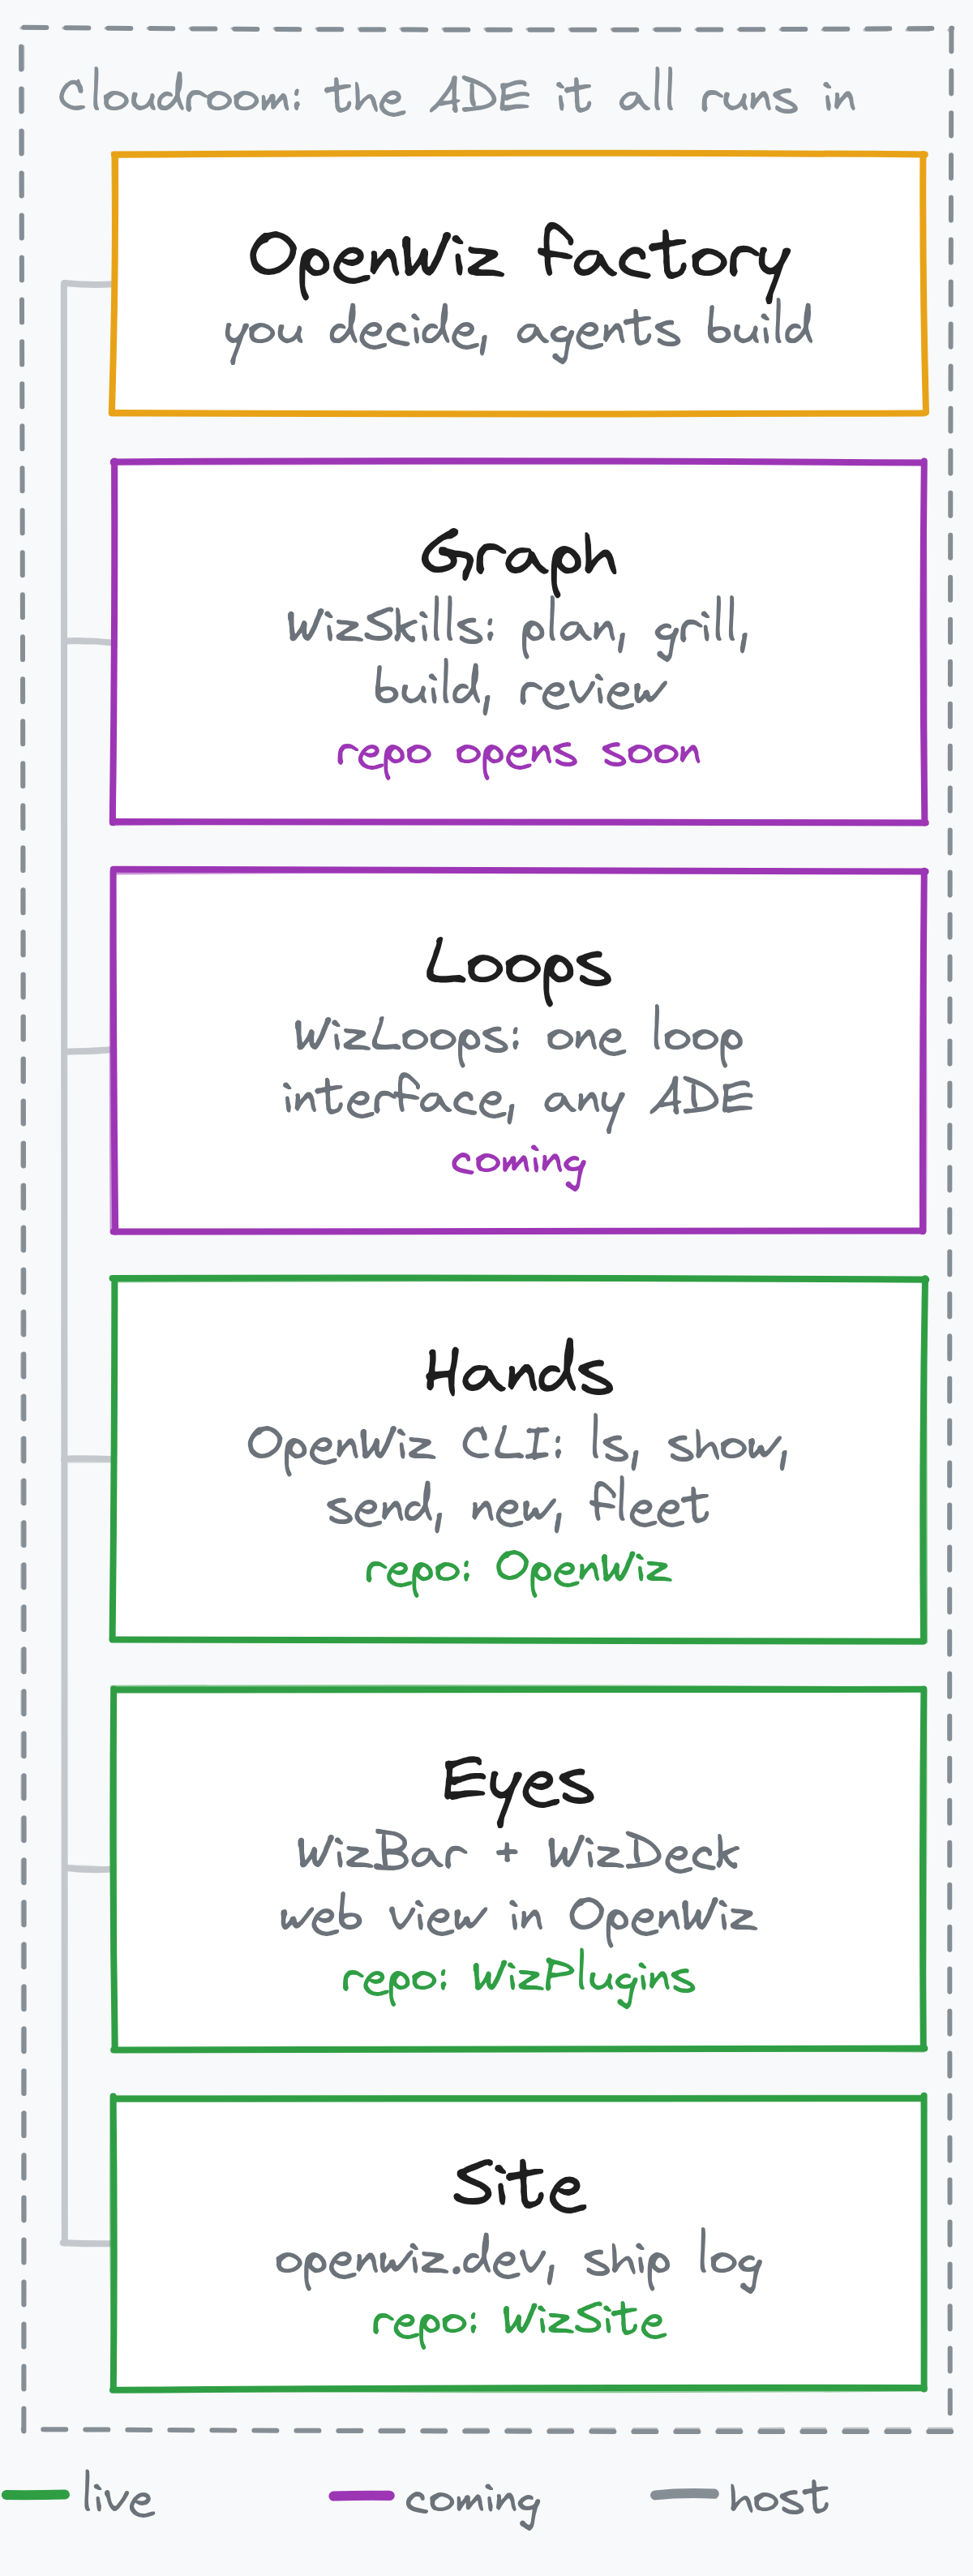 Cloudroom: the ADE it all runs in
OpenWiz factory
you decide, agents build
Graph
WizSkills: plan, grill,
build, review
repo opens soon
Loops
WizLoops: one loop
interface, any ADE
coming
Hands
OpenWiz CLI: ls, show,
send, new, fleet
repo: OpenWiz
Eyes
WizBar + WizDeck
web view in OpenWiz
repo: WizPlugins
Site
openwiz.dev, ship log
repo: WizSite
live coming host